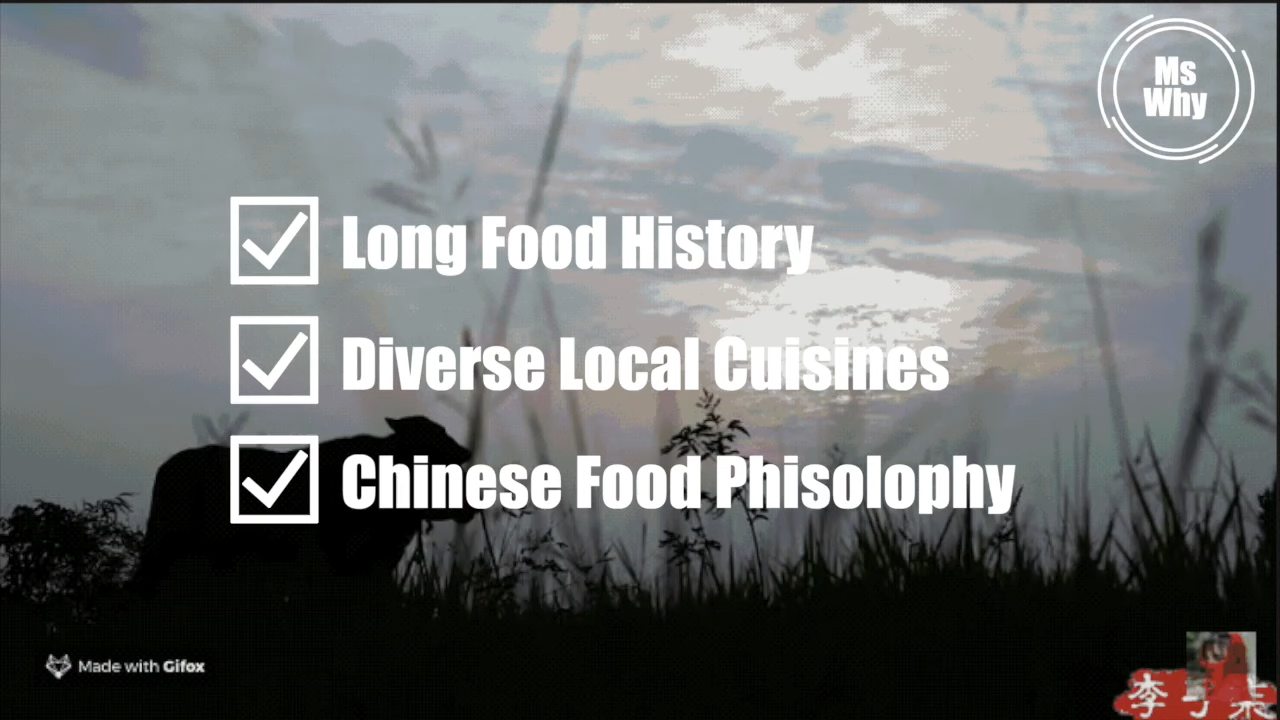 Ms
Why
Long Food History
Diverse Local Cuisines
Chinese Food Phisolophy
Made with Gifox
李